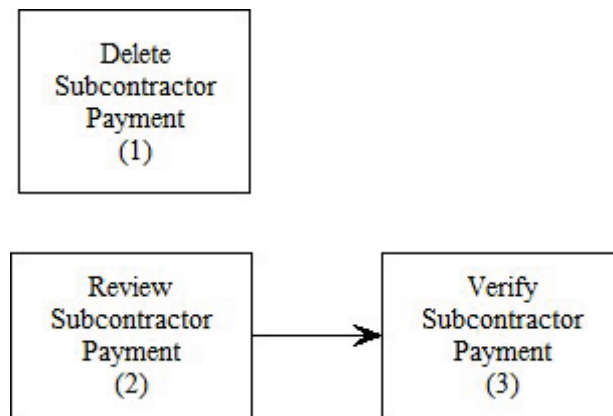 Delete
Subcontractor
Payment
(1)
Review
Subcontractor
Payment
(2)
Verify
Subcontractor
Payment
(3)